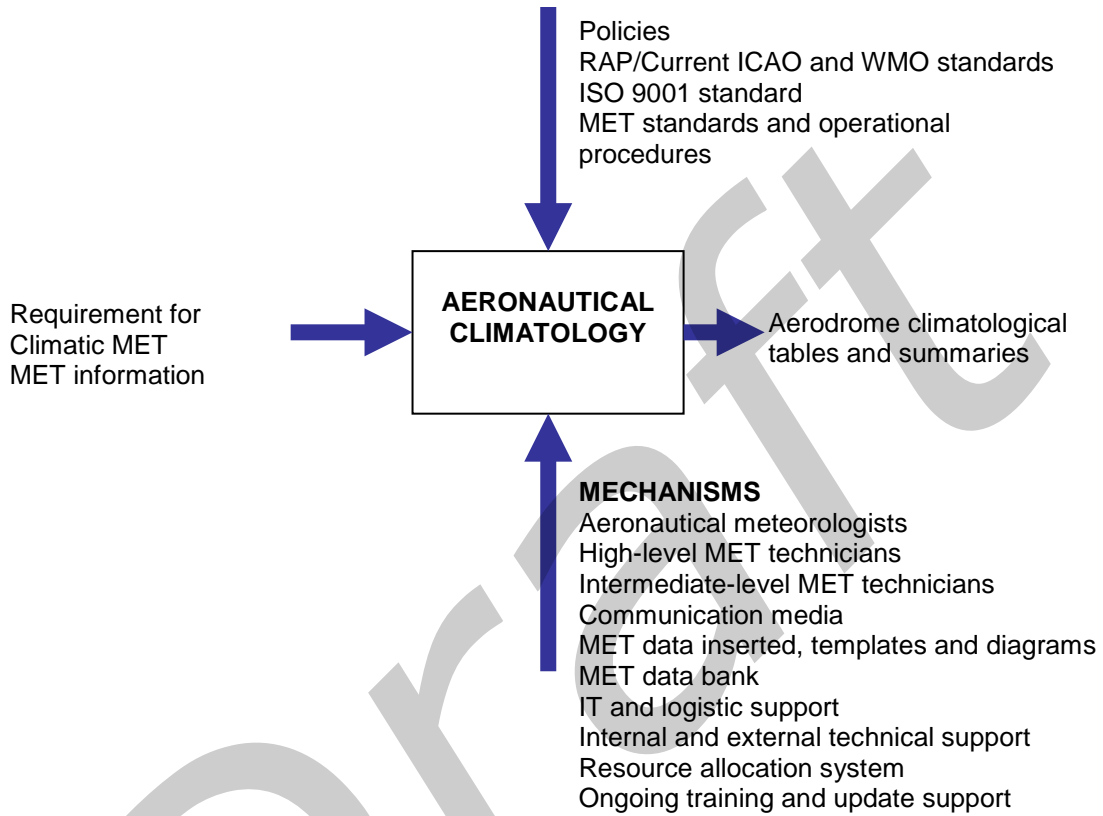 Policies
RAP/Current ICAO and WMO standards
ISO 9001 standard
MET standards and operational
procedures
AERONAUTICAL
CLIMATOLOGY
Requirement for
Climatic MET
MET information
Aerodrome climatological
tables and summaries
MECHANISMS
Aeronautical meteorologists
High-level MET technicians
Intermediate-level MET technicians
Communication media
MET data inserted, templates and diagrams
MET data bank
IT and logistic support
Internal and external technical support
Resource allocation system
Ongoing training and update support
Draft